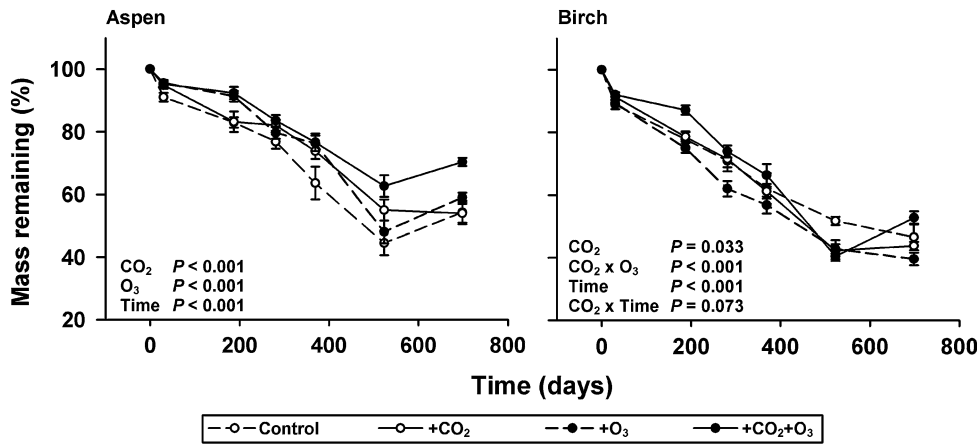 Aspen
Birch
Mass remaining (%)
100
80
60
40
20
CO₂ P < 0.001
O₃ P < 0.001
Time P < 0.001
CO₂ P = 0.033
CO₂ x O₃ P < 0.001
Time P < 0.001
CO₂ x Time P = 0.073
0 200 400 600 800
0 200 400 600 800
Time (days)
Control +CO₂ +O₃ +CO₂+O₃